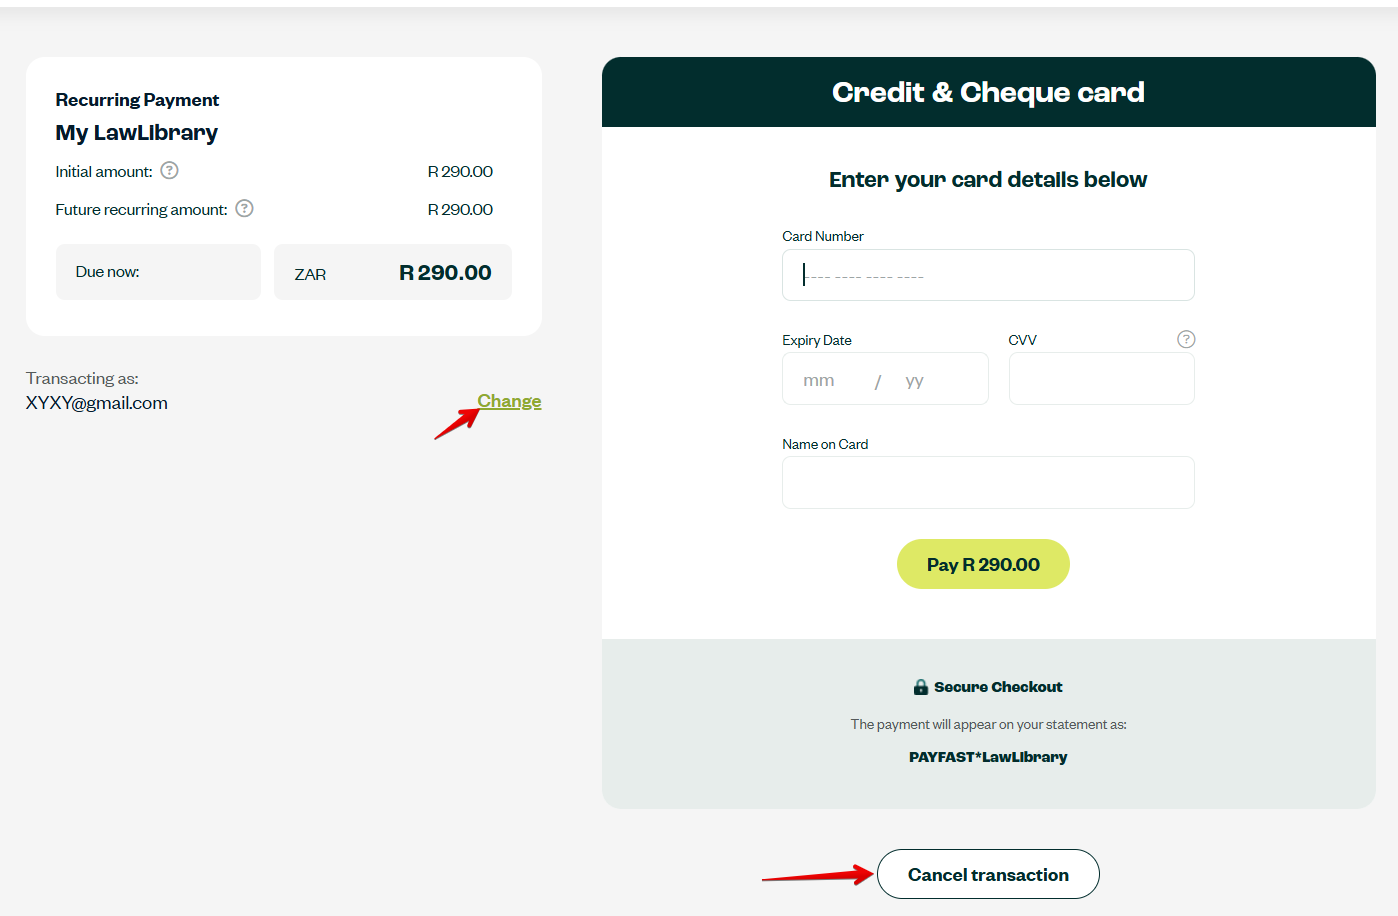 Recurring Payment
My LawLIbrary
Initial amount: ?
R 290.00
Future recurring amount: ?
R 290.00
Due now:
ZAR
R 290.00
Transacting as:
XYXY@gmail.com
Change
Credit & Cheque card
Enter your card details below
Card Number
---- ---- ---- ----
Expiry Date
mm / yy
CVV ?
Name on Card
Pay R 290.00
Secure Checkout
The payment will appear on your statement as:
PAYFAST*LawLIbrary
Cancel transaction